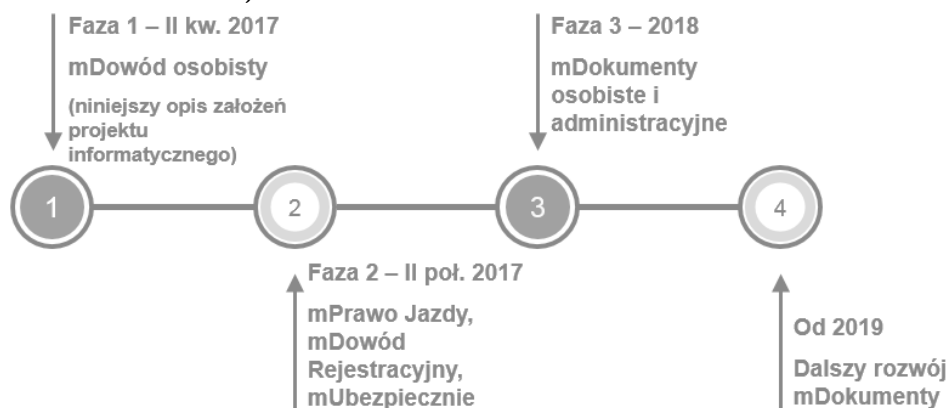 Faza 1 – II kw. 2017
mDowód osobisty
(niniejszy opis założeń
projektu
informatycznego)
Faza 3 – 2018
mDokumenty
osobiste i
administracyjne
1
2
3
4
Faza 2 – II poł. 2017
mPrawo Jazdy,
mDowód
Rejestracyjny,
mUbezpiecznie
Od 2019
Dalszy rozwój
mDokumenty